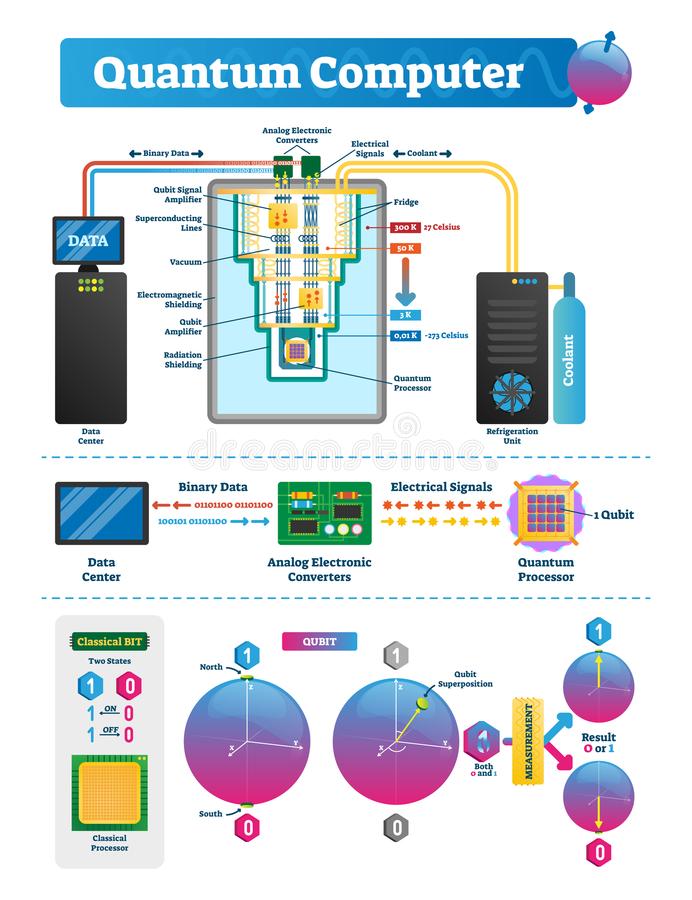 Quantum Computer
Analog Electronic
Converters
Binary Data
Electrical
Signals
Coolant
01101100 01101100
Qubit Signal
Amplifier
Superconducting
Lines
Vacuum
Electromagnetic
Shielding
Qubit
Amplifier
Radiation
Shielding
Fridge
300 K 27 Celsius
50 K
3 K
0,01 K -273 Celsius
Quantum
Processor
DATA
Data
Center
Coolant
Refrigeration
Unit
dreamstime
Binary Data
01101100 01101100
100101 01101100
Electrical Signals
1 Qubit
Data
Center
Analog Electronic
Converters
Quantum
Processor
Classical BIT
Two States
1 0
1 ON 0
1 OFF 0
Classical
Processor
QUBIT
North
1
Z
X
Y
South
0
1
Z
X
Y
0
Qubit
Superposition
Both
0 and 1
MEASUREMENT
1
Result
0 or 1
0